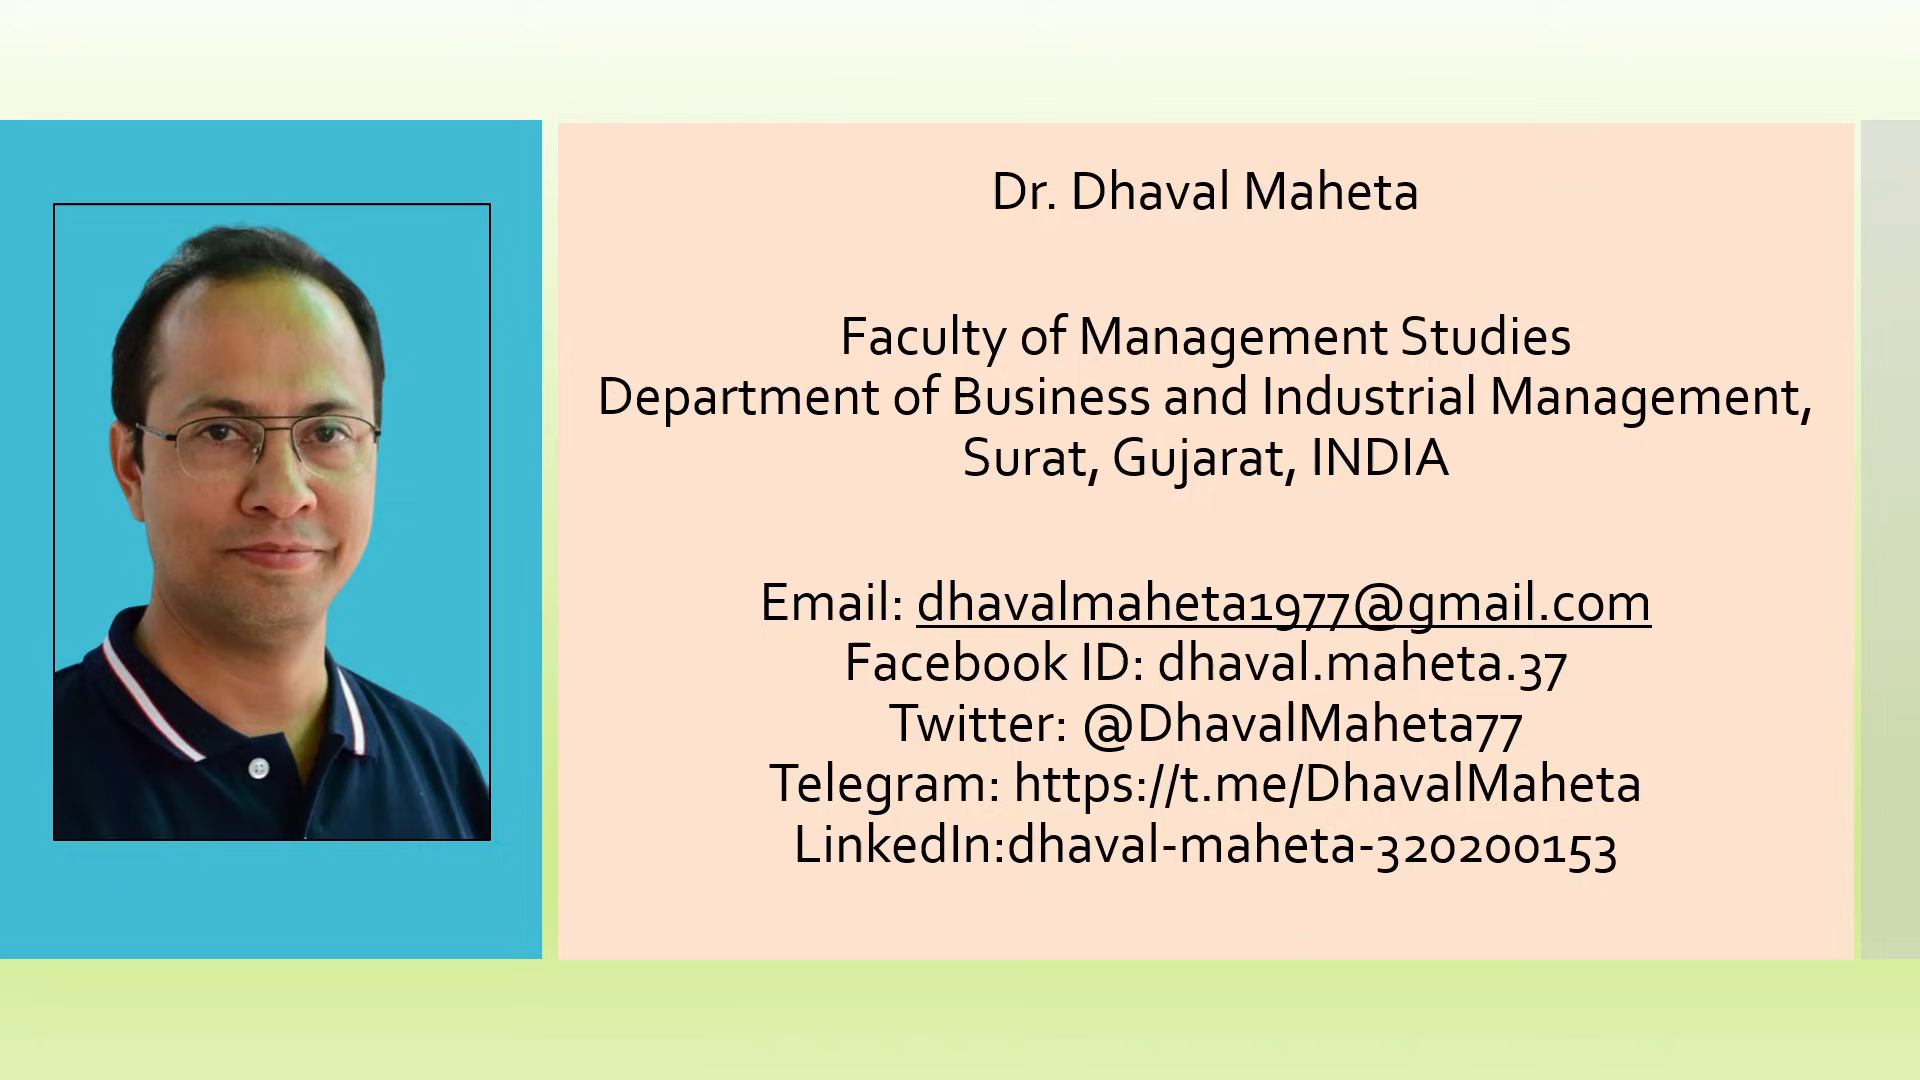 Dr. Dhaval Maheta
Faculty of Management Studies
Department of Business and Industrial Management,
Surat, Gujarat, INDIA
Email: dhavalmaheta1977@gmail.com
Facebook ID: dhaval.maheta.37
Twitter: @DhavalMaheta77
Telegram: https://t.me/DhavalMaheta
LinkedIn:dhaval-maheta-320200153